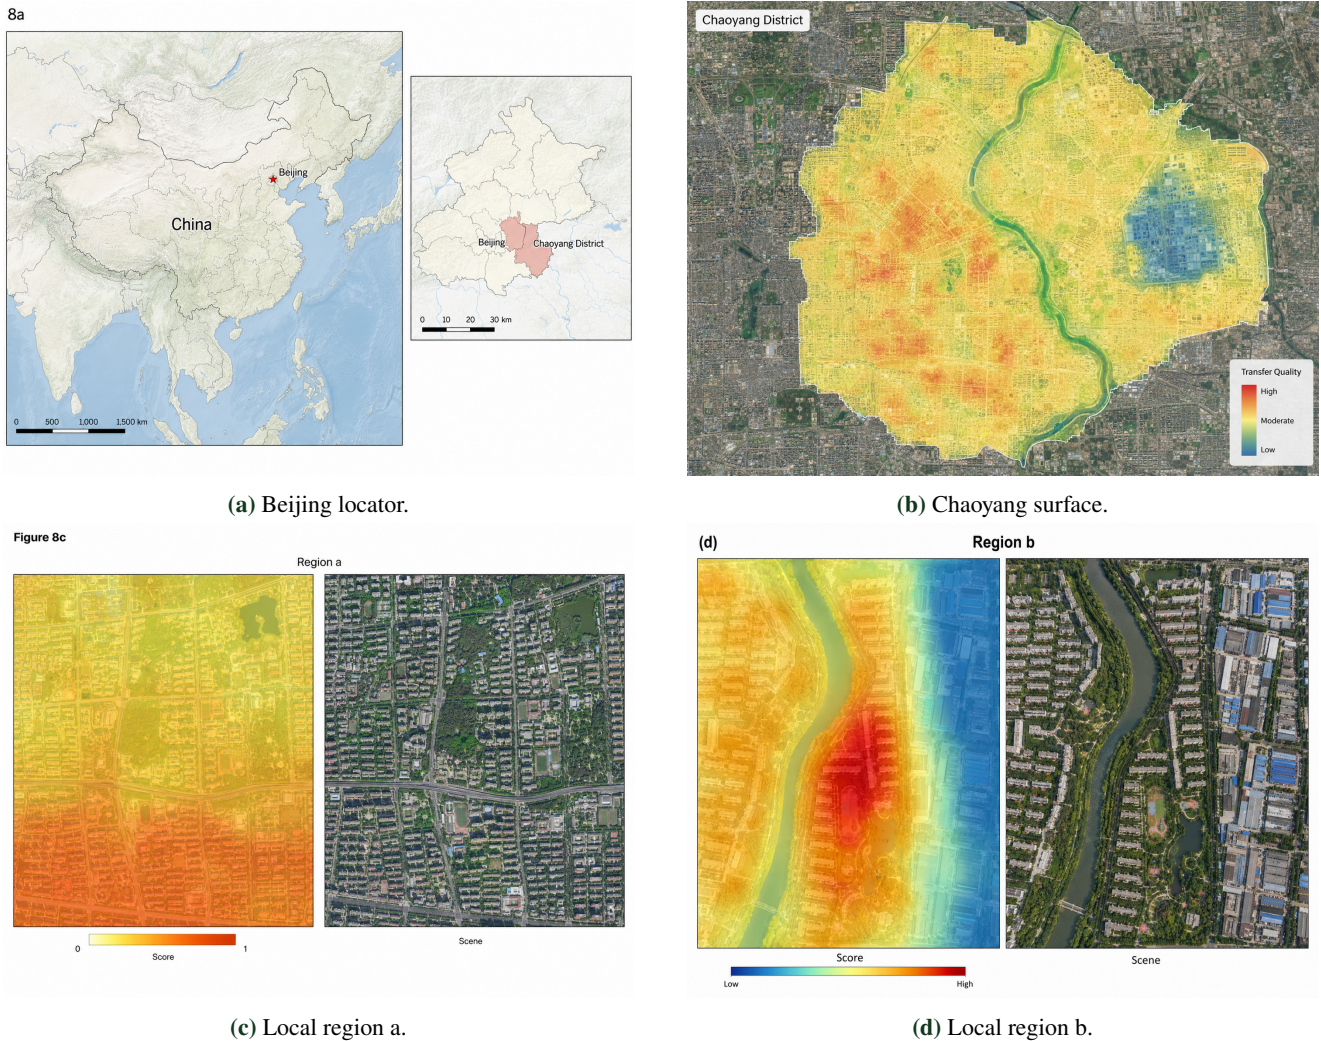 8a
Beijing
China
0 500 1,000 1,500 km
Beijing
Chaoyang District
0 10 20 30 km
(a) Beijing locator.
Chaoyang District
Transfer Quality
High
Moderate
Low
(b) Chaoyang surface.
Figure 8c
Region a
0 1
Score
Scene
(c) Local region a.
(d)
Region b
Score
Low High
Scene
(d) Local region b.